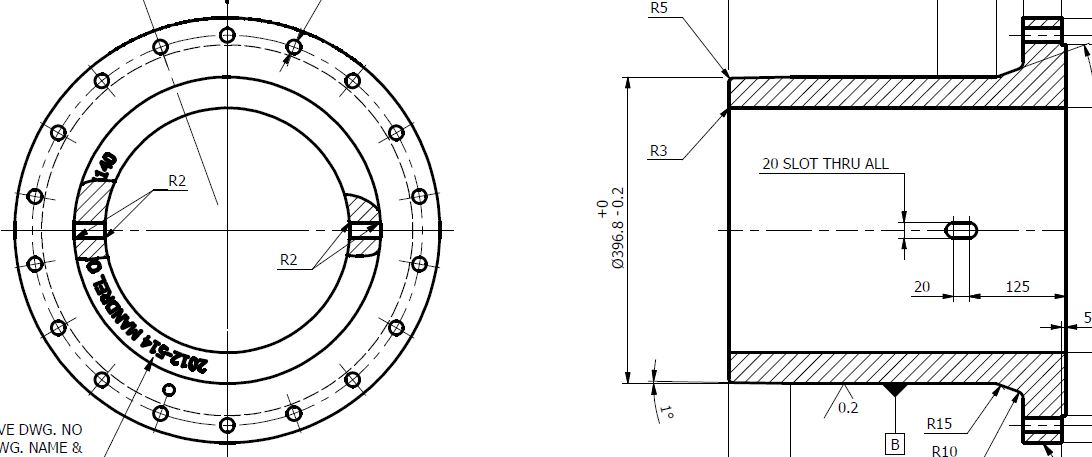 R5
R3
20 SLOT THRU ALL
Ø396.8 +0 -0.2
20
125
5
1°
0.2
B
R15
R10
140
R2
R2
2012-514 MANDREL
VE DWG. NO
WG. NAME &